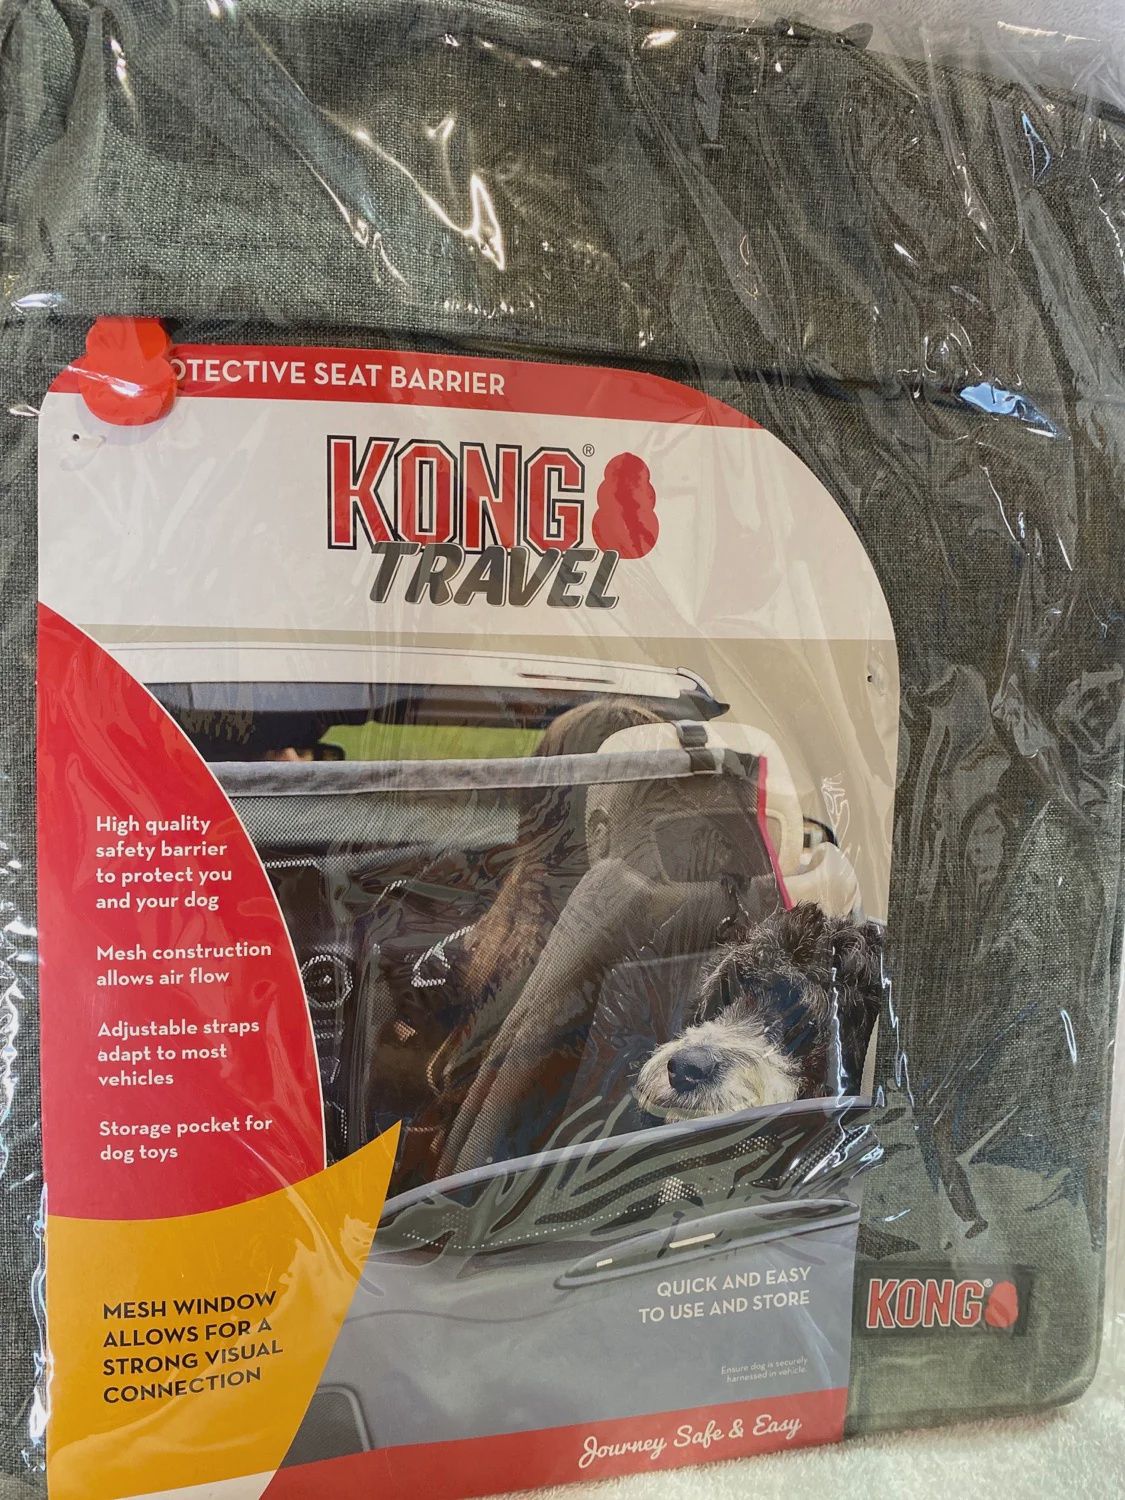 OTECTIVE SEAT BARRIER
KONG®
TRAVEL
High quality
safety barrier
to protect you
and your dog
Mesh construction
allows air flow
Adjustable straps
adapt to most
vehicles
Storage pocket for
dog toys
MESH WINDOW
ALLOWS FOR A
STRONG VISUAL
CONNECTION
QUICK AND EASY
TO USE AND STORE
Ensure dog is securely
harnessed in vehicle.
Journey Safe & Easy
KONG®